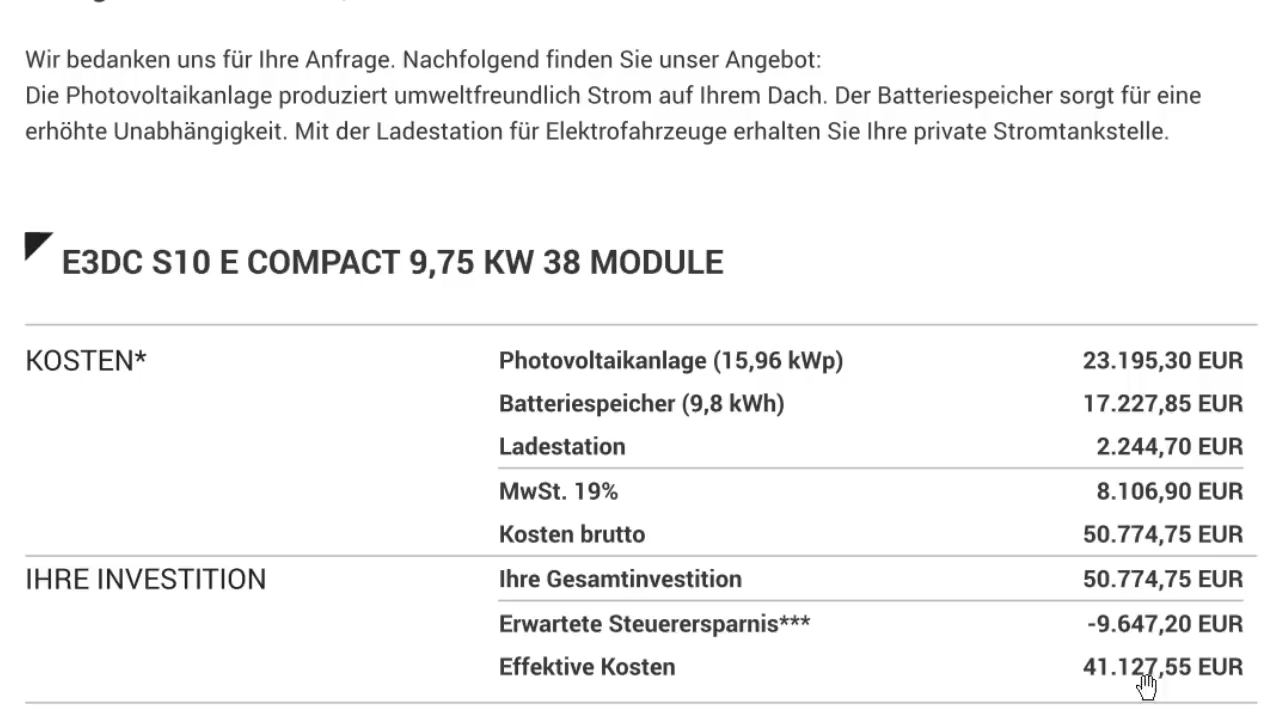 Wir bedanken uns für Ihre Anfrage. Nachfolgend finden Sie unser Angebot:
Die Photovoltaikanlage produziert umweltfreundlich Strom auf Ihrem Dach. Der Batteriespeicher sorgt für eine
erhöhte Unabhängigkeit. Mit der Ladestation für Elektrofahrzeuge erhalten Sie Ihre private Stromtankstelle.
E3DC S10 E COMPACT 9,75 KW 38 MODULE
KOSTEN* Photovoltaikanlage (15,96 kWp) 23.195,30 EUR
Batteriespeicher (9,8 kWh) 17.227,85 EUR
Ladestation 2.244,70 EUR
MwSt. 19% 8.106,90 EUR
Kosten brutto 50.774,75 EUR
IHRE INVESTITION Ihre Gesamtinvestition 50.774,75 EUR
Erwartete Steuerersparnis*** -9.647,20 EUR
Effektive Kosten 41.127,55 EUR